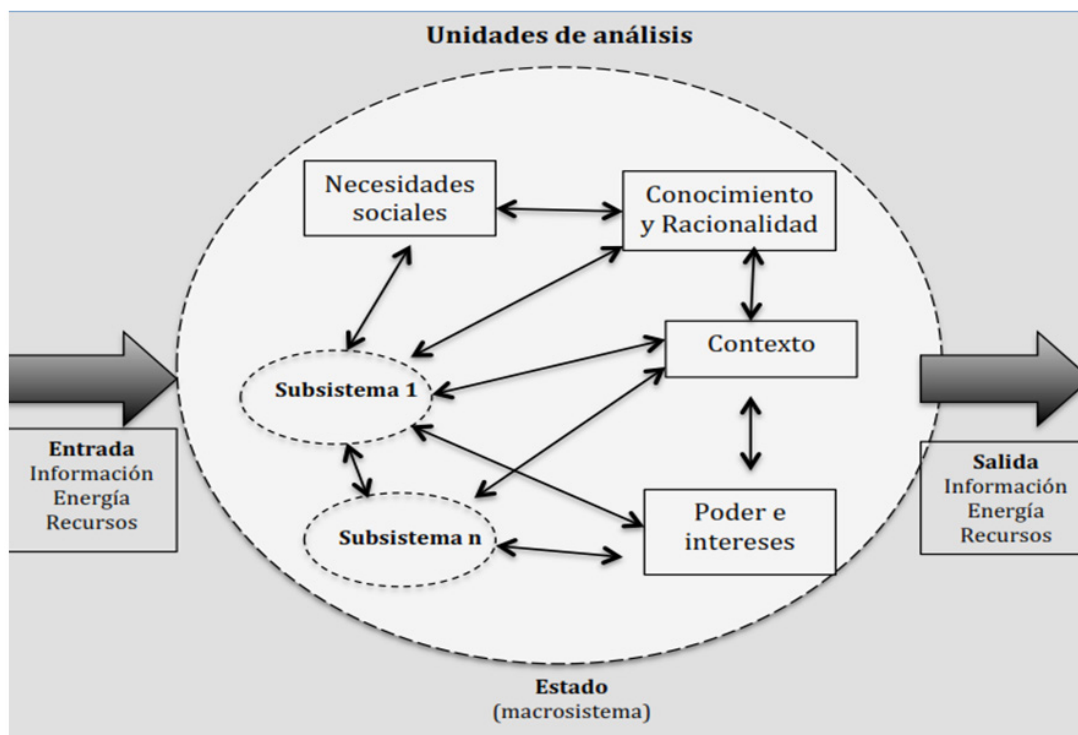 Unidades de análisis
Necesidades
sociales
Conocimiento
y Racionalidad
Contexto
Subsistema 1
Entrada
Información
Energía
Recursos
Salida
Información
Energía
Recursos
Poder e
intereses
Subsistema n
Estado
(macrosistema)